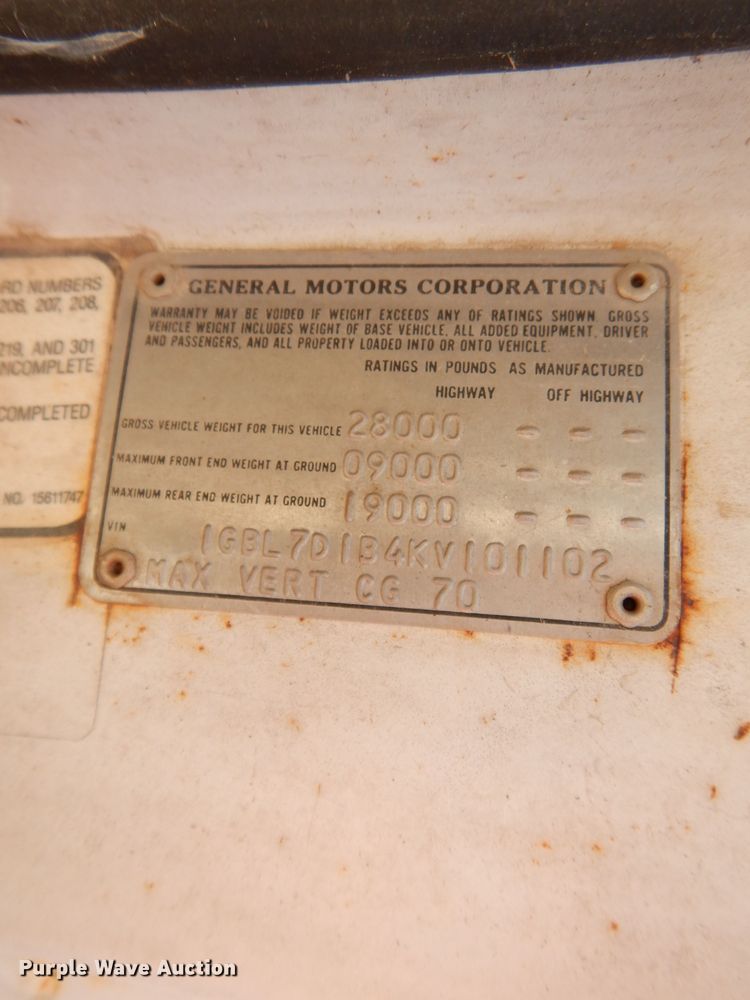 RD NUMBERS
206, 207, 208,
219, AND 301
NCOMPLETE
COMPLETED
NO. 15611747
GENERAL MOTORS CORPORATION
WARRANTY MAY BE VOIDED IF WEIGHT EXCEEDS ANY OF RATINGS SHOWN. GROSS
VEHICLE WEIGHT INCLUDES WEIGHT OF BASE VEHICLE, ALL ADDED EQUIPMENT, DRIVER
AND PASSENGERS, AND ALL PROPERTY LOADED INTO OR ONTO VEHICLE.
RATINGS IN POUNDS AS MANUFACTURED
HIGHWAY OFF HIGHWAY
GROSS VEHICLE WEIGHT FOR THIS VEHICLE 28000 - - -
MAXIMUM FRONT END WEIGHT AT GROUND 09000 - - -
MAXIMUM REAR END WEIGHT AT GROUND 19000 - - -
VIN 1GBL7D1B4KV101102
MAX VERT CG 70
Purple Wave Auction